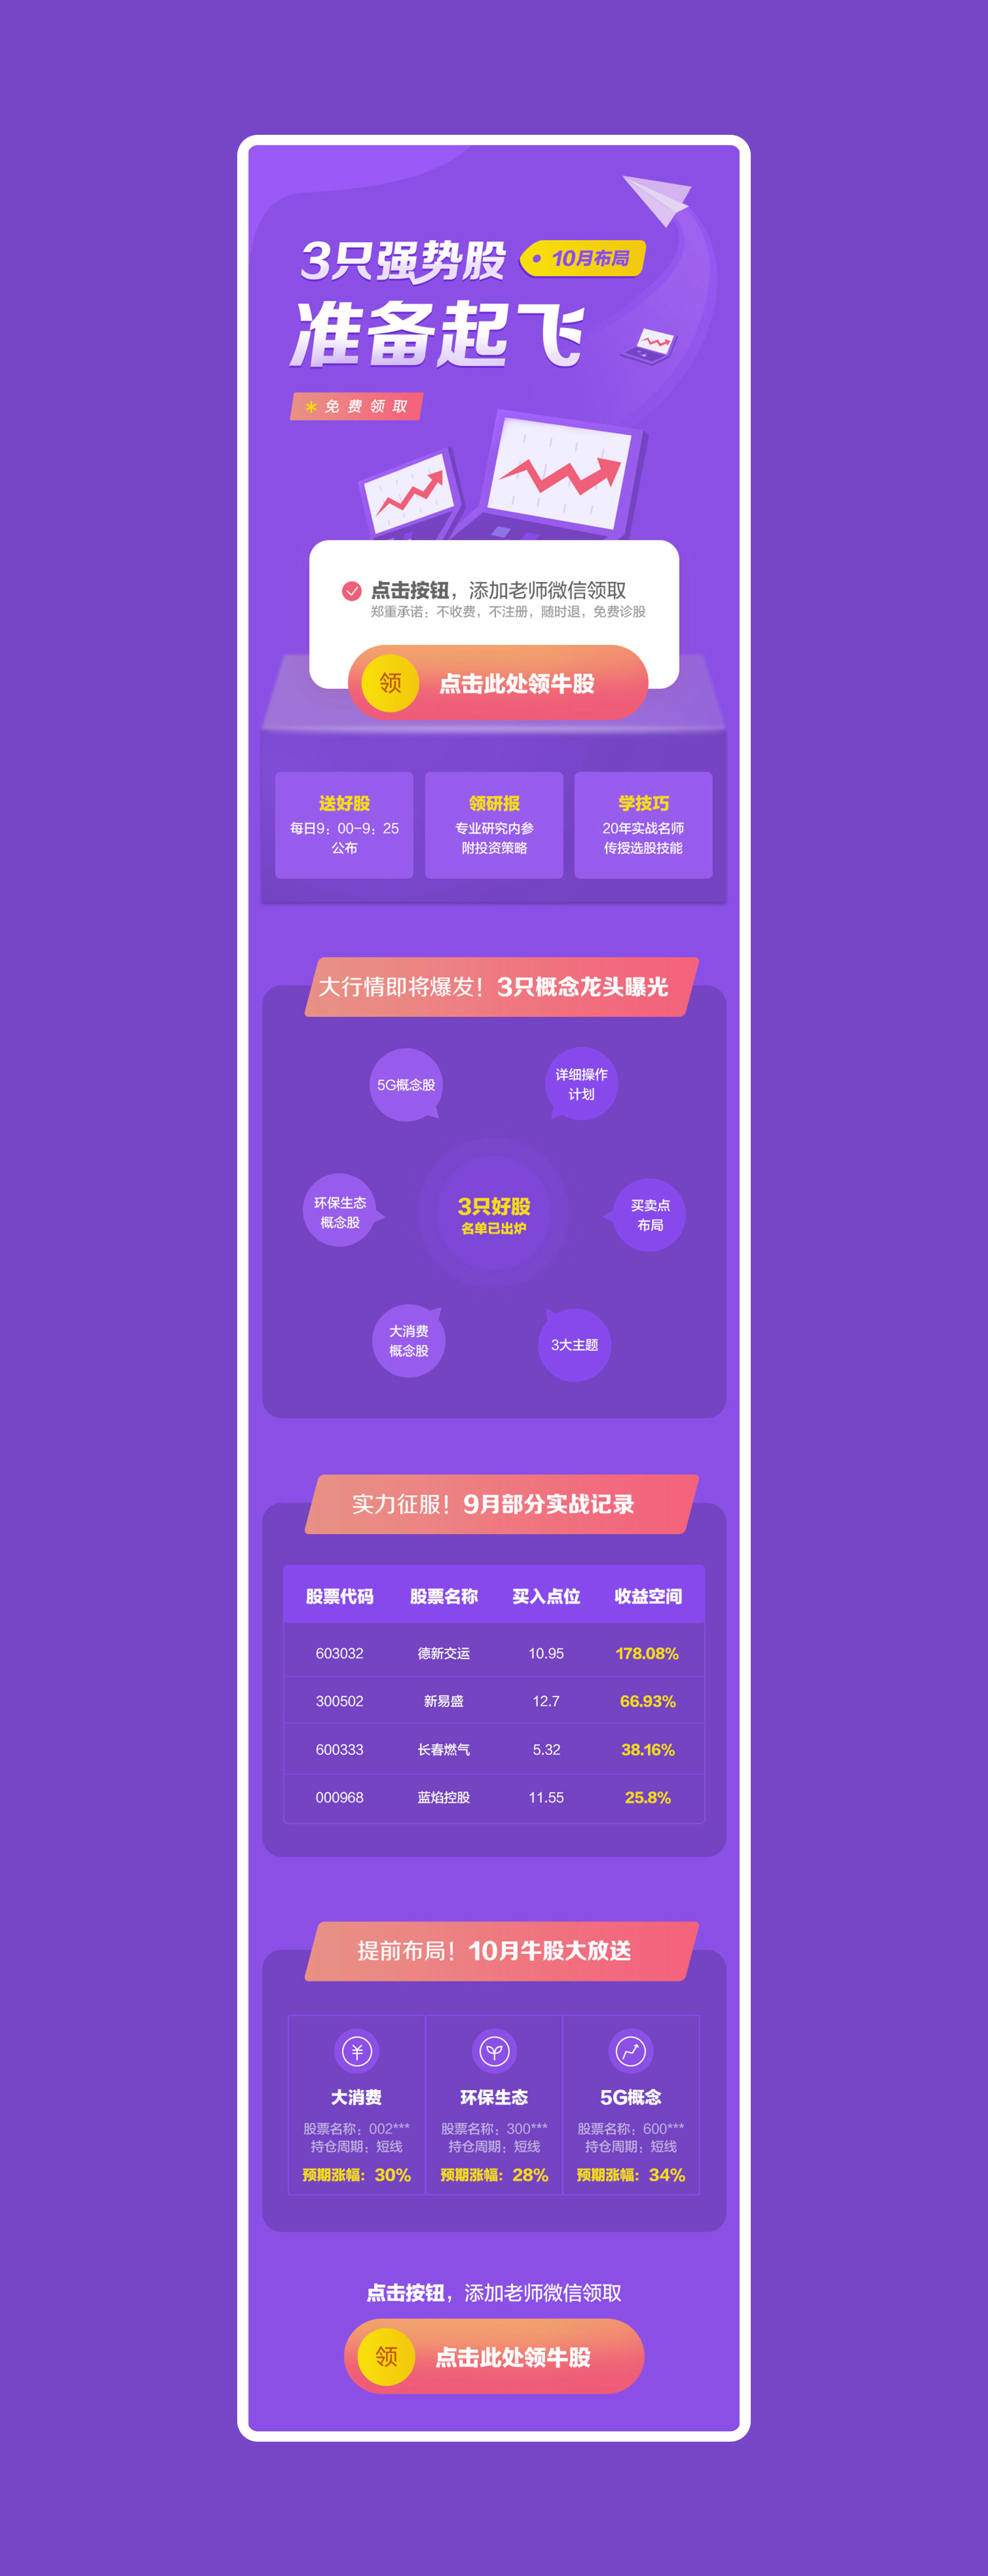 3只强势股
10月布局
准备起飞
*免费领取
点击按钮，添加老师微信领取
郑重承诺：不收费，不注册，随时退，免费诊股
领 点击此处领牛股
送好股
每日9：00-9：25
公布
领研报
专业研究内参
附投资策略
学技巧
20年实战名师
传授选股技能
大行情即将爆发！3只概念龙头曝光
5G概念股
详细操作
计划
环保生态
概念股
3只好股
名单已出炉
买卖点
布局
大消费
概念股
3大主题
实力征服！9月部分实战记录
股票代码 股票名称 买入点位 收益空间
603032 德新交运 10.95 178.08%
300502 新易盛 12.7 66.93%
600333 长春燃气 5.32 38.16%
000968 蓝焰控股 11.55 25.8%
提前布局！10月牛股大放送
大消费
股票名称：002***
持仓周期：短线
预期涨幅：30%
环保生态
股票名称：300***
持仓周期：短线
预期涨幅：28%
5G概念
股票名称：600***
持仓周期：短线
预期涨幅：34%
点击按钮，添加老师微信领取
领 点击此处领牛股